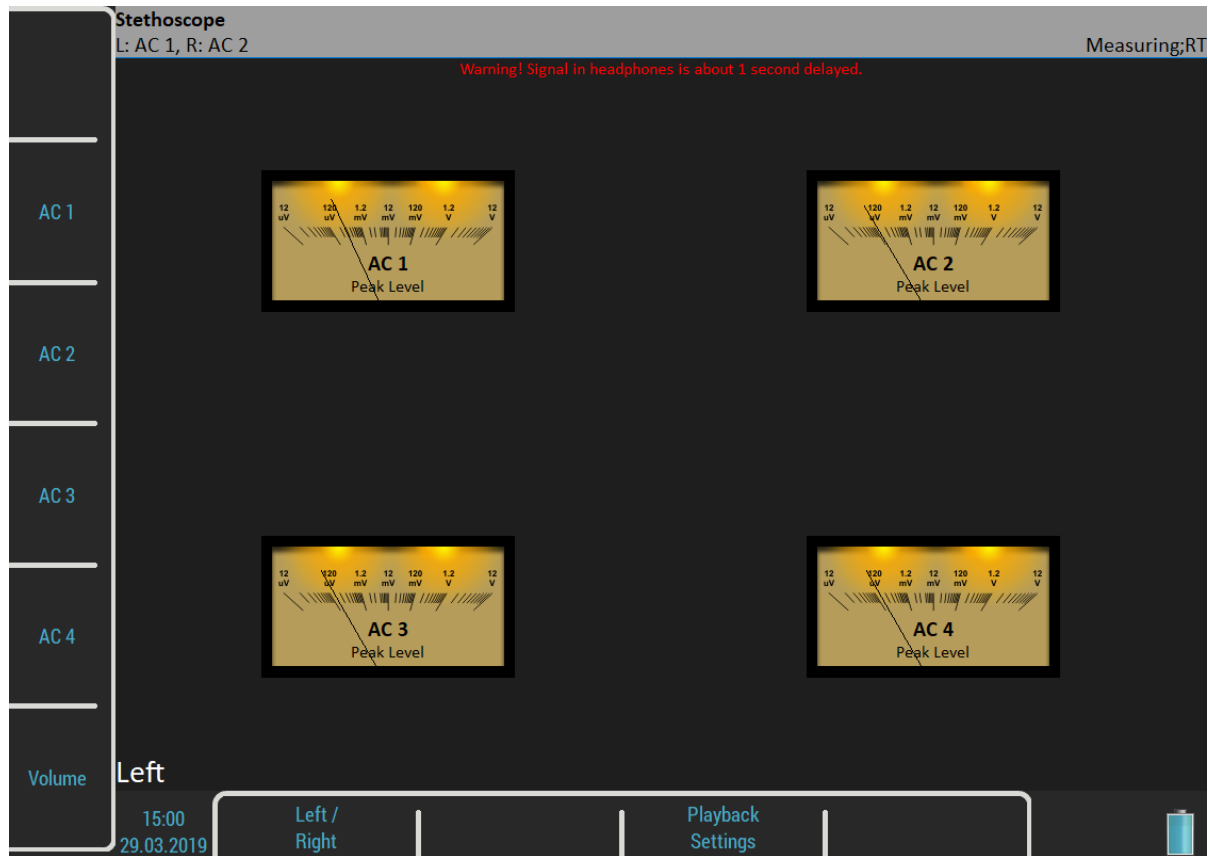 Stethoscope
L: AC 1, R: AC 2
Measuring;RT
Warning! Signal in headphones is about 1 second delayed.
AC 1
AC 2
AC 3
AC 4
Volume
12 120 1.2 12 120 1.2 12
uV uV mV mV mV V V
AC 1
Peak Level
12 120 1.2 12 120 1.2 12
uV uV mV mV mV V V
AC 2
Peak Level
12 120 1.2 12 120 1.2 12
uV uV mV mV mV V V
AC 3
Peak Level
12 120 1.2 12 120 1.2 12
uV uV mV mV mV V V
AC 4
Peak Level
Left
15:00
29.03.2019
Left /
Right
Playback
Settings